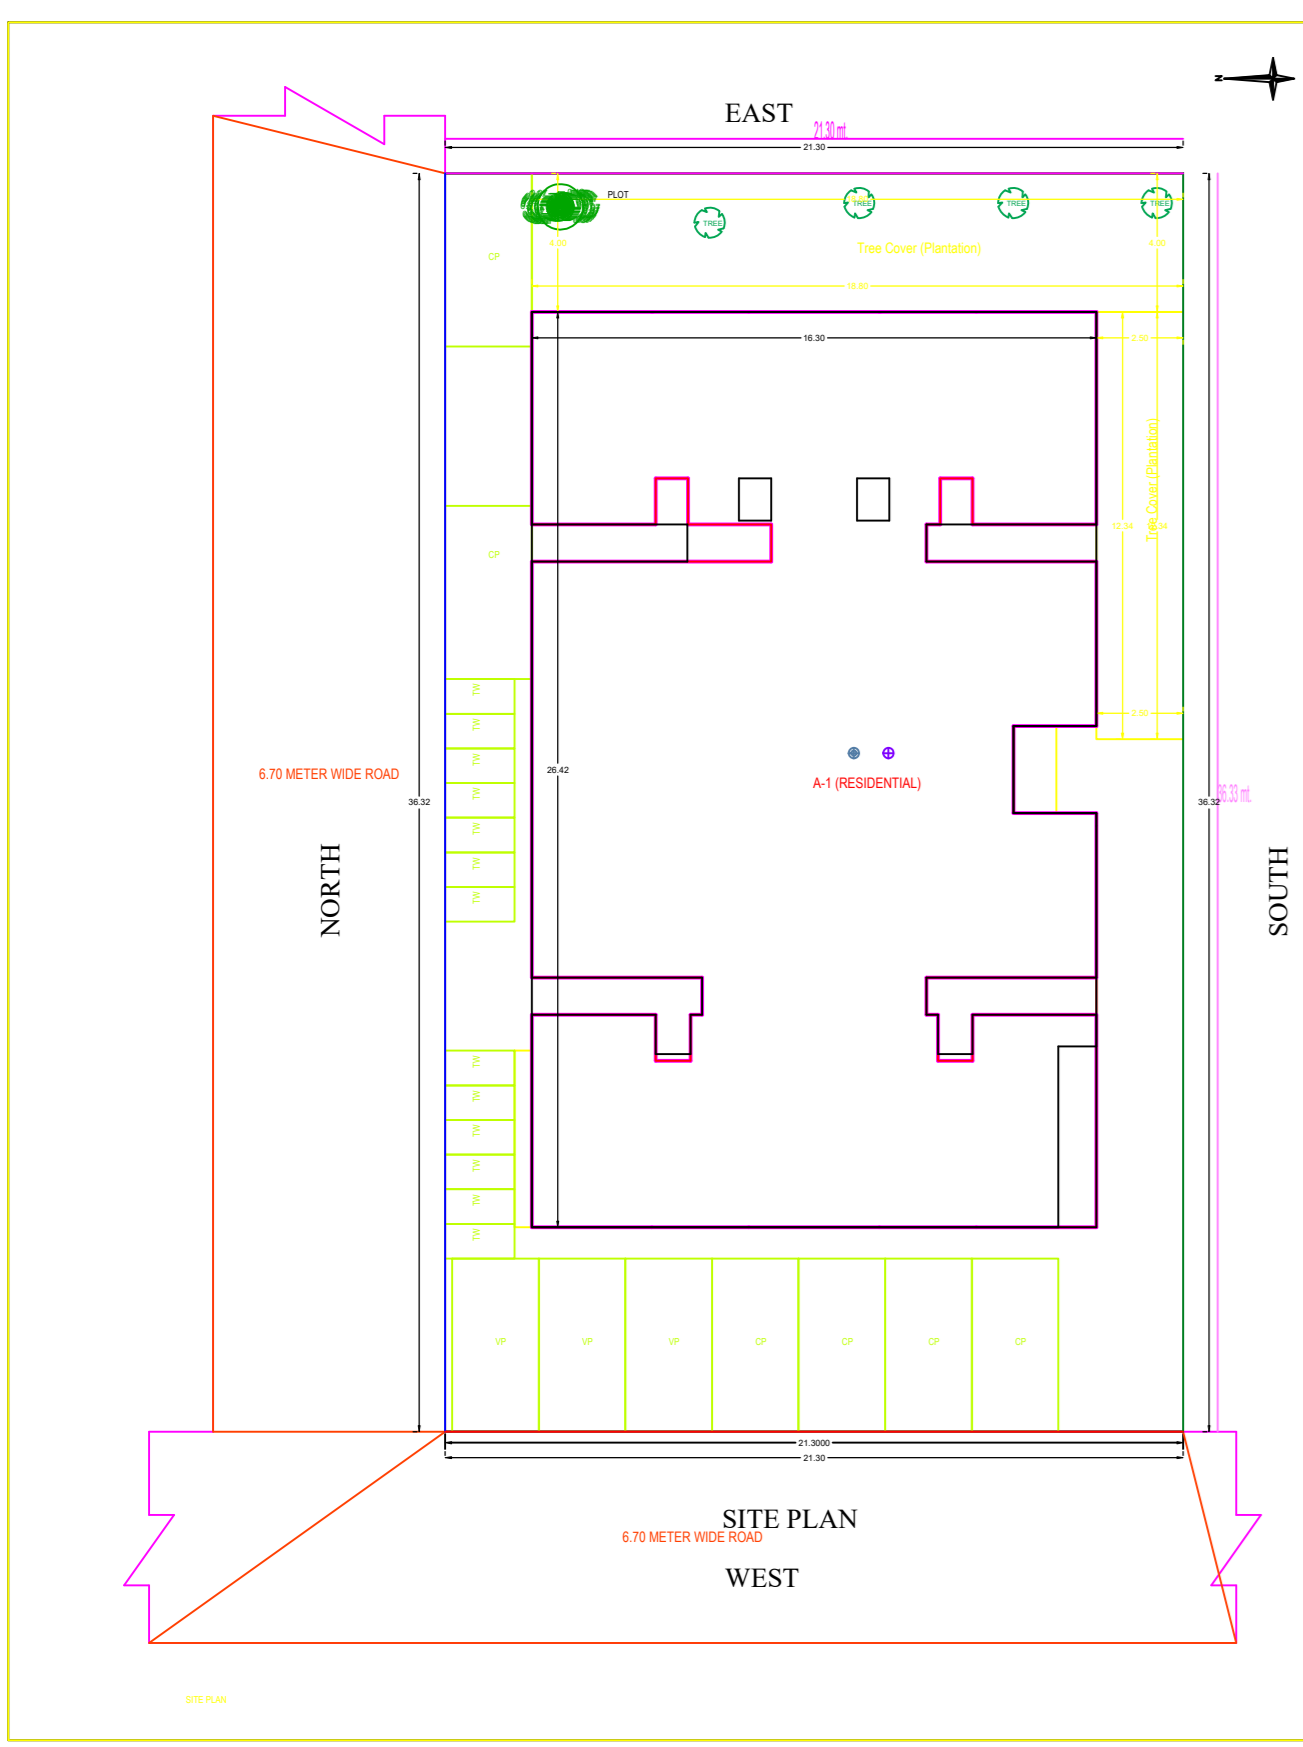 N
EAST
21.30 mt.
21.30
PLOT
TREE
TREE
TREE
TREE
4.00
4.00
CP
Tree Cover (Plantation)
16.30
2.50
Tree Cover (Plantation)
12.34
CP
TW
TW
TW
TW
TW
TW
TW
2.50
6.70 METER WIDE ROAD
26.42
A-1 (RESIDENTIAL)
36.32
36.32
36.33 mt.
NORTH
SOUTH
TW
TW
TW
TW
TW
TW
VP
VP
VP
CP
CP
CP
CP
21.3000
21.30
SITE PLAN
6.70 METER WIDE ROAD
WEST
SITE PLAN